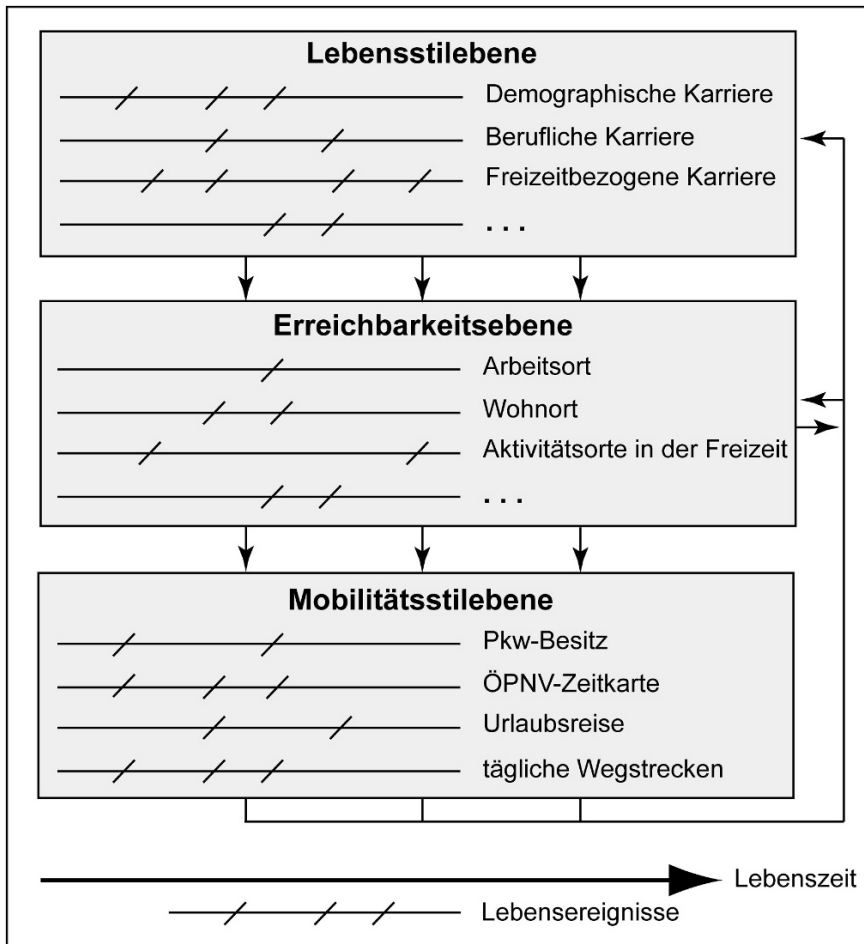 Lebensstilebene
Demographische Karriere
Berufliche Karriere
Freizeitbezogene Karriere
. . .
Erreichbarkeitsebene
Arbeitsort
Wohnort
Aktivitätsorte in der Freizeit
. . .
Mobilitätsstilebene
Pkw-Besitz
ÖPNV-Zeitkarte
Urlaubsreise
tägliche Wegstrecken
Lebenszeit
Lebensereignisse